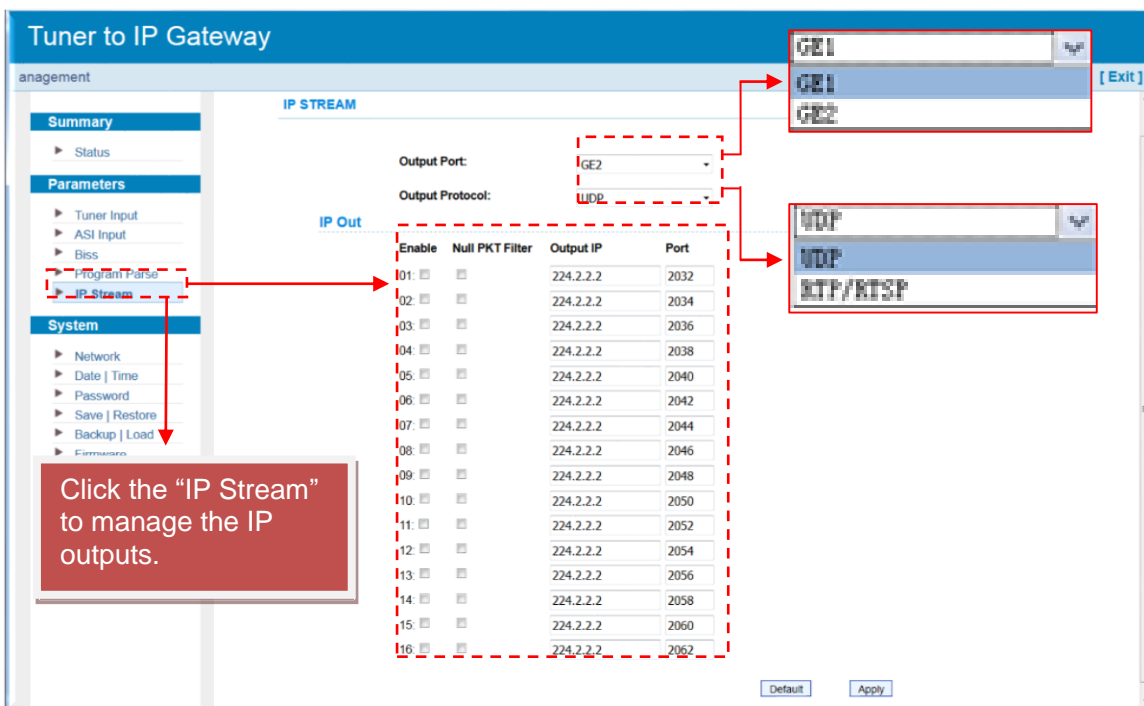 Tuner to IP Gateway
anagement
[ Exit ]
Summary
Status
Parameters
Tuner Input
ASI Input
Biss
Program Parse
IP Stream
System
Network
Date | Time
Password
Save | Restore
Backup | Load
Firmware
Click the “IP Stream”
to manage the IP
outputs.
IP STREAM
Output Port: GE2
Output Protocol: UDP
IP Out
Enable Null PKT Filter Output IP Port
01: 224.2.2.2 2032
02: 224.2.2.2 2034
03: 224.2.2.2 2036
04: 224.2.2.2 2038
05: 224.2.2.2 2040
06: 224.2.2.2 2042
07: 224.2.2.2 2044
08: 224.2.2.2 2046
09: 224.2.2.2 2048
10: 224.2.2.2 2050
11: 224.2.2.2 2052
12: 224.2.2.2 2054
13: 224.2.2.2 2056
14: 224.2.2.2 2058
15: 224.2.2.2 2060
16: 224.2.2.2 2062
Default Apply
GE1
GE1
GE2
UDP
UDP
RTP/RTSP